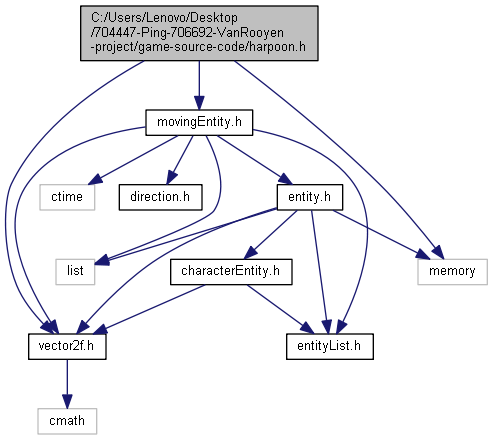 C:/Users/Lenovo/Desktop
/704447-Ping-706692-VanRooyen
-project/game-source-code/harpoon.h
movingEntity.h
ctime
direction.h
entity.h
list
characterEntity.h
memory
vector2f.h
entityList.h
cmath